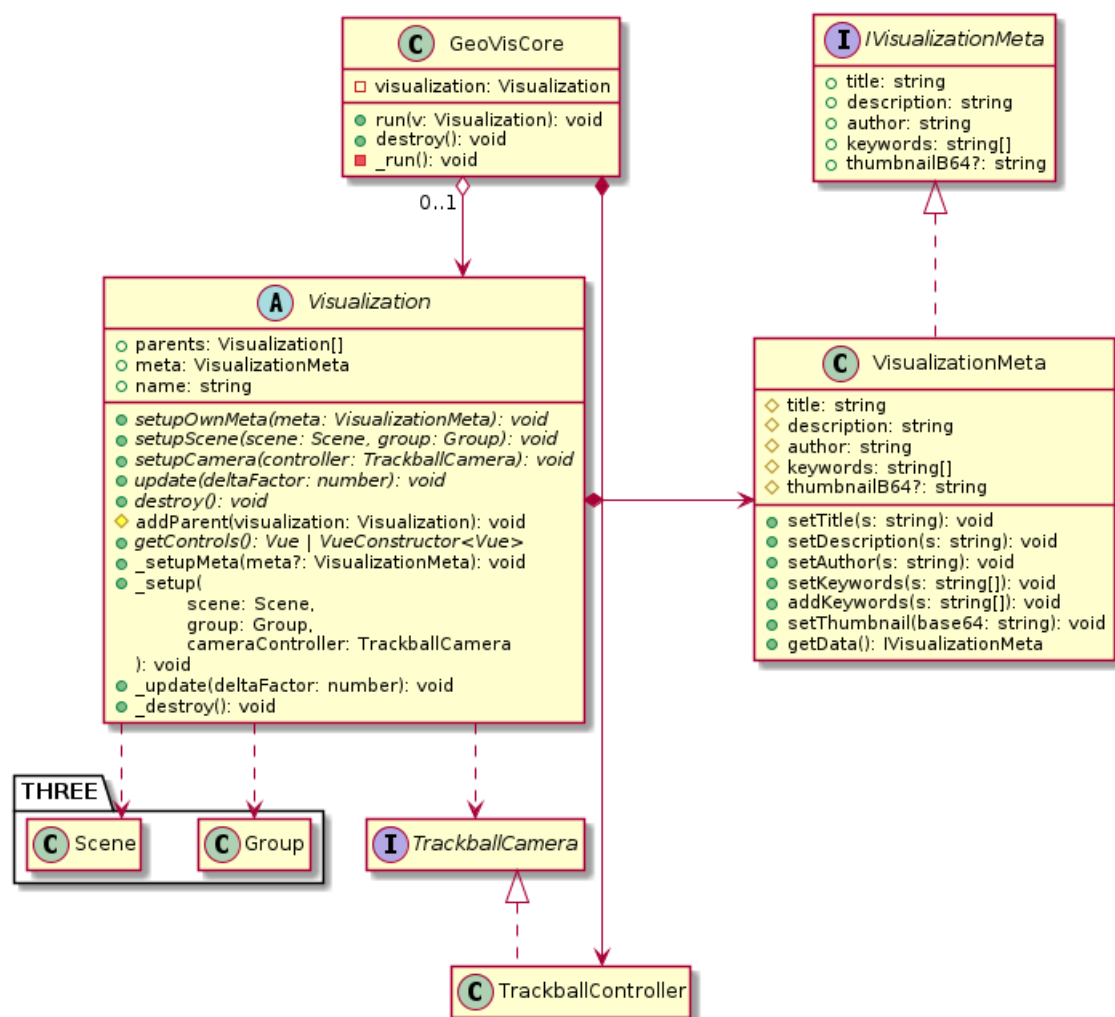 C GeoVisCore
visualization: Visualization
run(v: Visualization): void
destroy(): void
_run(): void
I IVisualizationMeta
title: string
description: string
author: string
keywords: string[]
thumbnailB64?: string
0..1
A Visualization
parents: Visualization[]
meta: VisualizationMeta
name: string
setupOwnMeta(meta: VisualizationMeta): void
setupScene(scene: Scene, group: Group): void
setupCamera(controller: TrackballCamera): void
update(deltaFactor: number): void
destroy(): void
addParent(visualization: Visualization): void
getControls(): Vue | VueConstructor<Vue>
_setupMeta(meta?: VisualizationMeta): void
_setup(
scene: Scene,
group: Group,
cameraController: TrackballCamera
): void
_update(deltaFactor: number): void
_destroy(): void
C VisualizationMeta
title: string
description: string
author: string
keywords: string[]
thumbnailB64?: string
setTitle(s: string): void
setDescription(s: string): void
setAuthor(s: string): void
setKeywords(s: string[]): void
addKeywords(s: string[]): void
setThumbnail(base64: string): void
getData(): IVisualizationMeta
THREE
C Scene
C Group
I TrackballCamera
C TrackballController